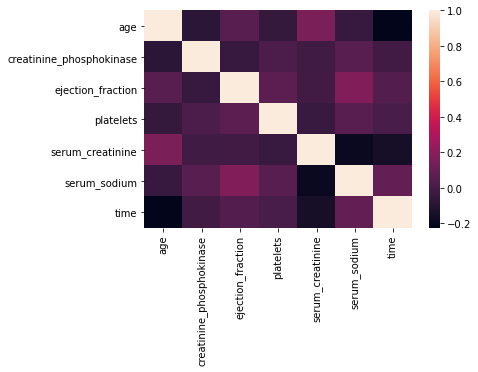 age
creatinine_phosphokinase
ejection_fraction
platelets
serum_creatinine
serum_sodium
time
age
creatinine_phosphokinase
ejection_fraction
platelets
serum_creatinine
serum_sodium
time
1.0
0.8
0.6
0.4
0.2
0.0
−0.2